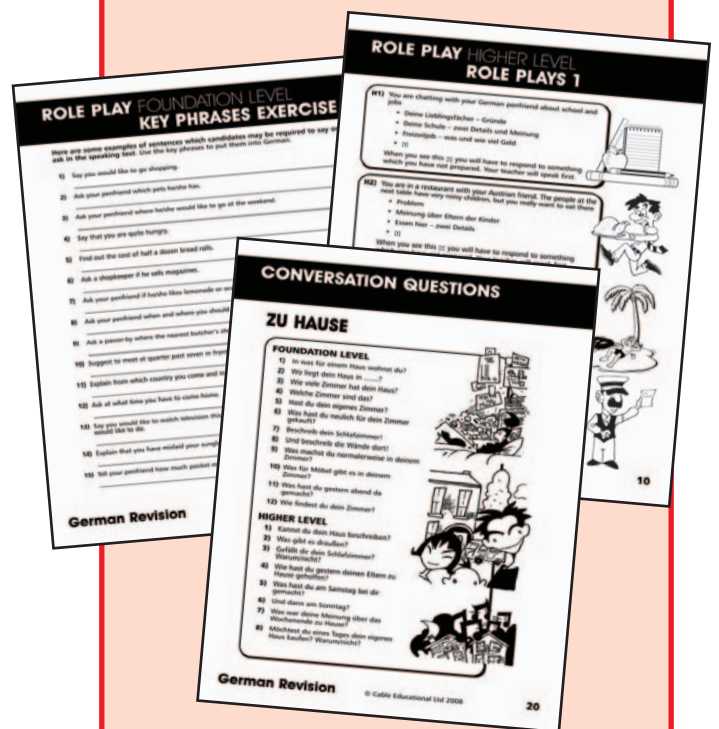 ROLE PLAY FOUNDATION LEVEL
KEY PHRASES EXERCISE
Here are some examples of sentences which candidates may be required to say or
ask in the speaking test. Use the key phrases to put them into German.
1) Say you would like to go shopping.
2) Ask your penfriend which pets he/she has.
3) Ask your penfriend where he/she would like to go at the weekend.
4) Say that you are quite hungry.
5) Find out the cost of half a dozen bread rolls.
6) Ask a shopkeeper if he sells magazines.
7) Ask your penfriend if he/she likes lemonade or
8) Ask your penfriend when and where you should
9) Ask a passer-by where the nearest butcher's
10) Suggest to meet at quarter past seven in
11) Explain from which country you come and
12) Ask at what time you have to come home.
13) Say you would like to watch television
would like to do.
14) Explain that you have mislaid your
15) Tell your penfriend how much pocket
German Revision
ROLE PLAY HIGHER LEVEL
ROLE PLAYS 1
H1) You are chatting with your German penfriend about school and
jobs
• Deine Lieblingsfächer – Gründe
• Deine Schule – zwei Details und Meinung
• Freizeitjob – was und wie viel Geld
• [!]
When you see this [!] you will have to respond to something
which you have not prepared. Your teacher will speak first.
H2) You are in a restaurant with your Austrian friend. The people at the
next table have very noisy children, but you really want to eat there
• Problem
• Meinung über Eltern der Kinder
• Essen hier – zwei Details
• [!]
When you see this [!] you will have to respond to something
10
CONVERSATION QUESTIONS
ZU HAUSE
FOUNDATION LEVEL
1) In was für einem Haus wohnst du?
2) Wo liegt dein Haus in ......?
3) Wie viele Zimmer hat dein Haus?
4) Welche Zimmer sind das?
5) Hast du dein eigenes Zimmer?
6) Was hast du neulich für dein Zimmer
gekauft?
7) Beschreib dein Schlafzimmer!
8) Und beschreib die Wände dort!
9) Was machst du normalerweise in deinem
Zimmer?
10) Was für Möbel gibt es in deinem
Zimmer?
11) Was hast du gestern abend da
gemacht?
12) Wie findest du dein Zimmer?
HIGHER LEVEL
1) Kannst du dein Haus beschreiben?
2) Was gibt es draußen?
3) Gefällt dir dein Schlafzimmer?
Warum/nicht?
4) Wie hast du gestern deinen Eltern zu
Hause geholfen?
5) Was hast du am Samstag bei dir
gemacht?
6) Und dann am Sonntag?
7) Was war deine Meinung über das
Wochenende zu Hause?
8) Möchtest du eines Tages dein eigenes
Haus kaufen? Warum/nicht?
German Revision
© Cable Educational Ltd 2008
20